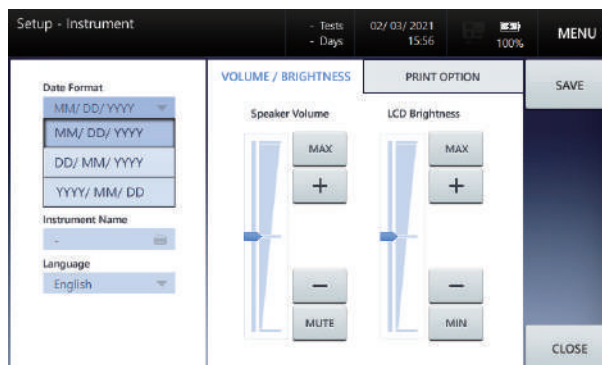 Setup - Instrument
- Tests
- Days
02/ 03/ 2021
15:56
100%
MENU
Date Format
MM/ DD/ YYYY
MM/ DD/ YYYY
DD/ MM/ YYYY
YYYY/ MM/ DD
Instrument Name
-
Language
English
VOLUME / BRIGHTNESS
PRINT OPTION
Speaker Volume
LCD Brightness
MAX
+
−
MUTE
MAX
+
−
MIN
SAVE
CLOSE